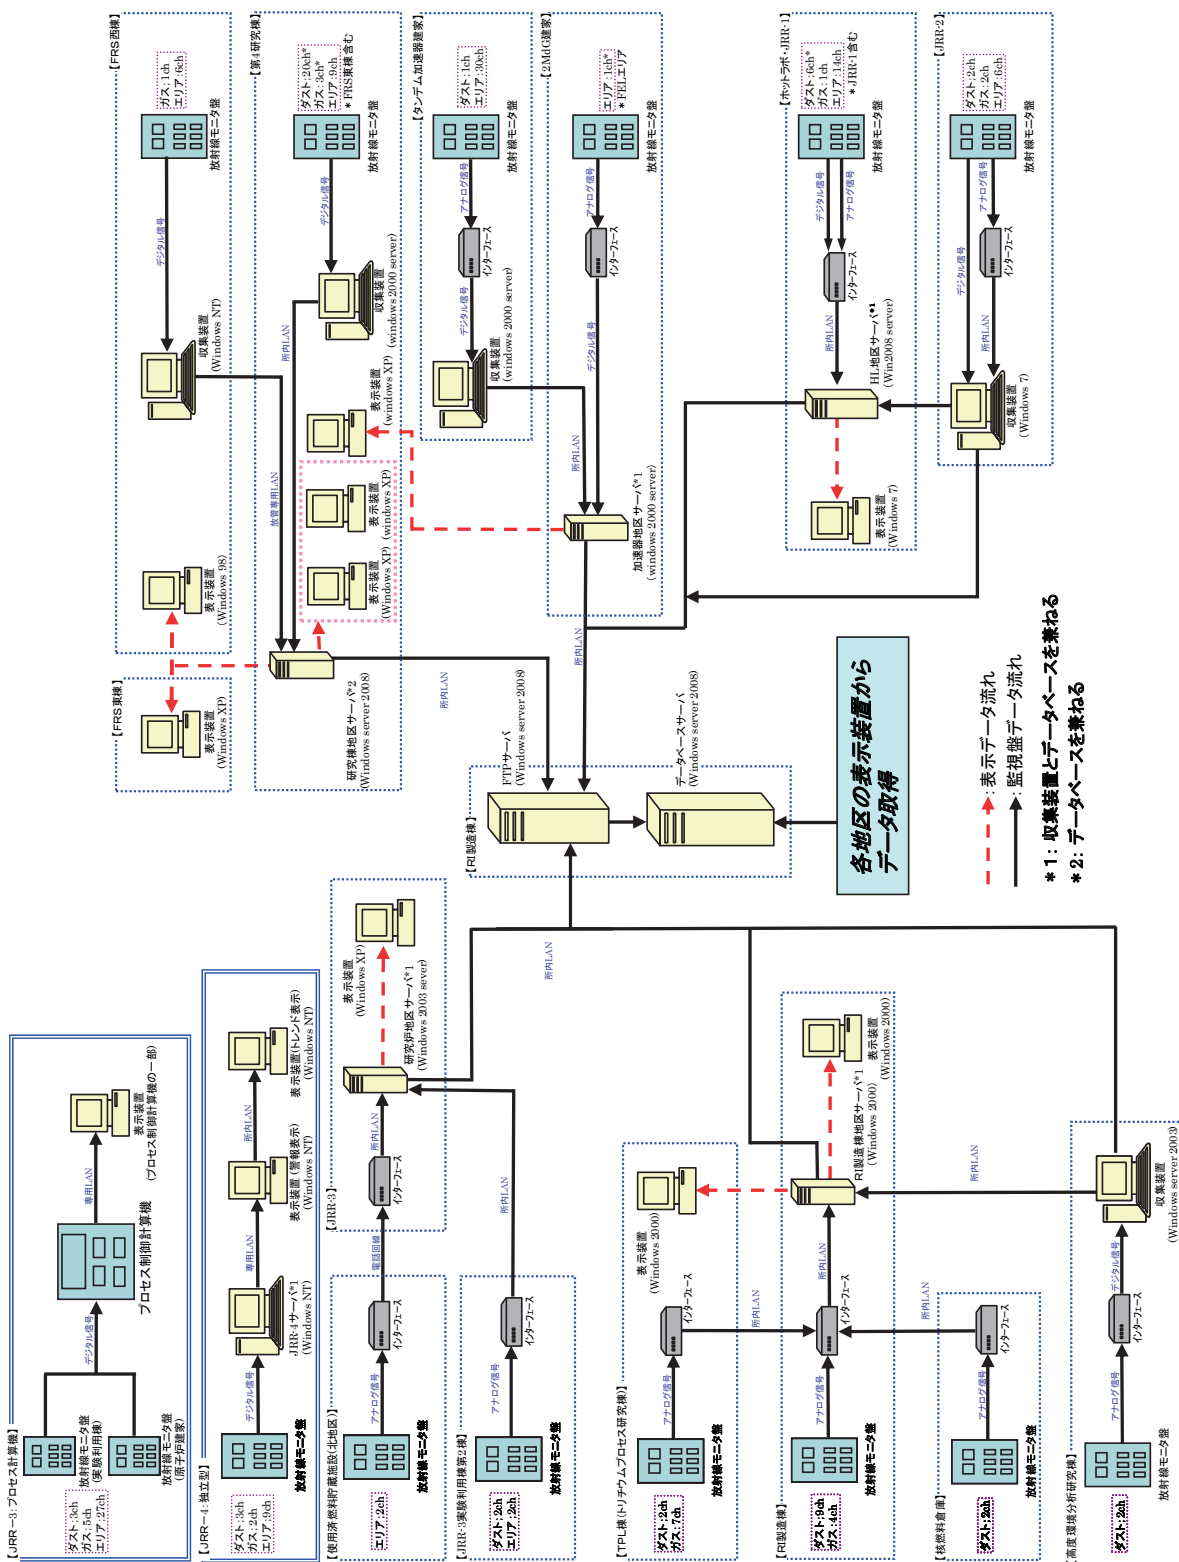 【JRR－3：プロセス計算機】
ダスト：3ch
ガス：5ch
エリア：27ch
放射線モニタ盤
(実験利用棟)
放射線モニタ盤
(原子炉建家)
デジタル信号
プロセス制御計算機
専用LAN
表示装置
(プロセス制御計算機の一部)
【JRR－4：独立型】
ダスト：3ch
ガス：2ch
エリア：9ch
放射線モニタ盤
デジタル信号
JRR-4サーバ*1
(Windows NT)
専用LAN
表示装置(警報表示)
(Windows NT)
所内LAN
表示装置(トレンド表示)
(Windows NT)
【使用済燃料貯蔵施設(北地区)】
エリア：2ch
放射線モニタ盤
アナログ信号
インターフェース
電話回線
【JRR-3】
インターフェース
所内LAN
研究炉地区サーバ*1
(Windows 2003 sever)
表示装置
(Windows XP)
【JRR-3実験利用棟第2棟】
ダスト：2ch
エリア：2ch
放射線モニタ盤
アナログ信号
インターフェース
所内LAN
所内LAN
【TPL棟(トリチウムプロセス研究棟)】
ダスト：2ch
ガス：7ch
放射線モニタ盤
アナログ信号
インターフェース
所内LAN
表示装置
(Windows 2000)
【RI製造棟】
ダスト：9ch
ガス：4ch
放射線モニタ盤
アナログ信号
インターフェース
所内LAN
RI製造棟地区サーバ*1
(Windows 2000)
表示装置
(Windows 2000)
【核燃料倉庫】
ダスト：2ch
放射線モニタ盤
アナログ信号
インターフェース
所内LAN
【高度環境分析研究棟】
ダスト：2ch
放射線モニタ盤
アナログ信号
インターフェース
デジタル信号
収集装置
(Windows server 2003)
所内LAN
【FRS東棟】
表示装置
(Windows XP)
【FRS西棟】
ガス：1ch
エリア：6ch
放射線モニタ盤
デジタル信号
収集装置
(Windows NT)
表示装置
(Windows 98)
【第4研究棟】
ダスト：20ch*
ガス：3ch*
エリア：9ch
*FRS東棟含む
放射線モニタ盤
デジタル信号
収集装置
(windows 2000 server)
所内LAN
放管専用LAN
表示装置
(windows XP)
表示装置
(windows XP)
表示装置
(Windows XP)
研究棟地区サーバ*2
(Windows server 2008)
所内LAN
【タンデム加速器建家】
ダスト：1ch
エリア：30ch
放射線モニタ盤
アナログ信号
インターフェース
デジタル信号
収集装置
(windows 2000 server)
【2MdG建家】
エリア：1ch*
*FELエリア
放射線モニタ盤
アナログ信号
インターフェース
デジタル信号
所内LAN
加速器地区サーバ*1
(windows 2000 server)
所内LAN
【ホットラボ・JRR-1】
ダスト：6ch*
ガス：1ch
エリア：14ch
*JRR-1含む
放射線モニタ盤
デジタル信号
アナログ信号
インターフェース
所内LAN
HL地区サーバ*1
(Win2008 server)
表示装置
(Windows 7)
【JRR-2】
ダスト：2ch
ガス：2ch
エリア：6ch
放射線モニタ盤
アナログ信号
デジタル信号
インターフェース
所内LAN
収集装置
(Windows 7)
【RI製造棟】
FTPサーバ
(Windows server 2008)
データベースサーバ
(Windows server 2008)
各地区の表示装置から
データ取得
：表示データ流れ
：監視盤データ流れ
＊1：収集装置とデータベースを兼ねる
＊2：データベースを兼ねる